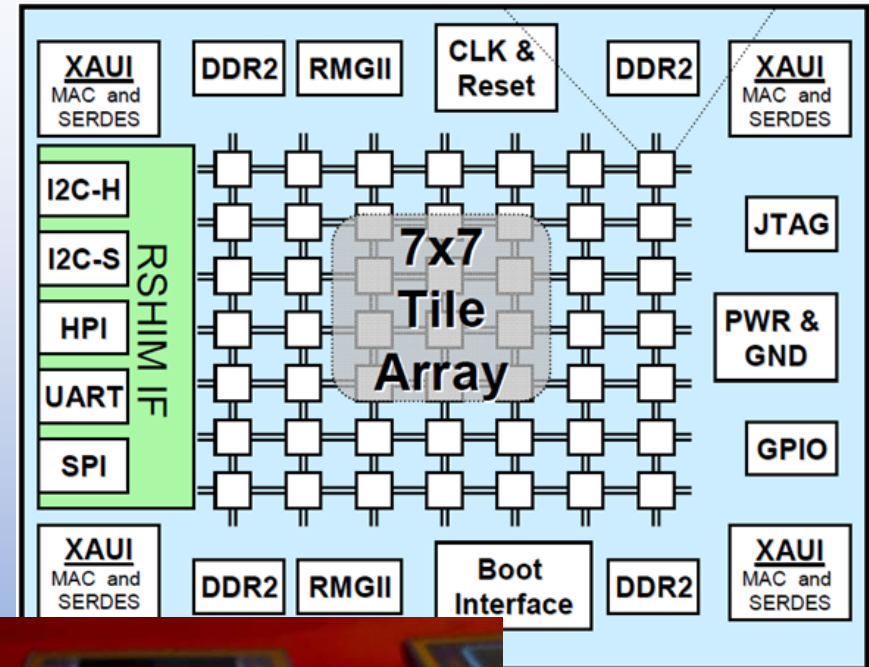 XAUI
MAC and
SERDES
DDR2
RMGII
CLK &
Reset
DDR2
XAUI
MAC and
SERDES
I2C-H
I2C-S
HPI
UART
SPI
RSHIM IF
7x7
Tile
Array
JTAG
PWR &
GND
GPIO
XAUI
MAC and
SERDES
DDR2
RMGII
Boot
Interface
DDR2
XAUI
MAC and
SERDES